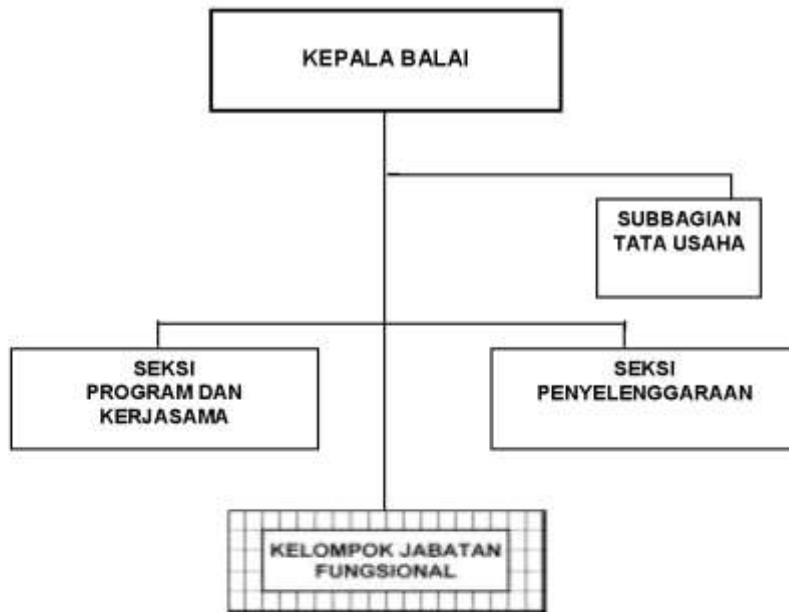 KEPALA BALAI
SUBBAGIAN
TATA USAHA
SEKSI
PROGRAM DAN
KERJASAMA
SEKSI
PENYELENGGARAAN
KELOMPOK JABATAN
FUNGSIONAL